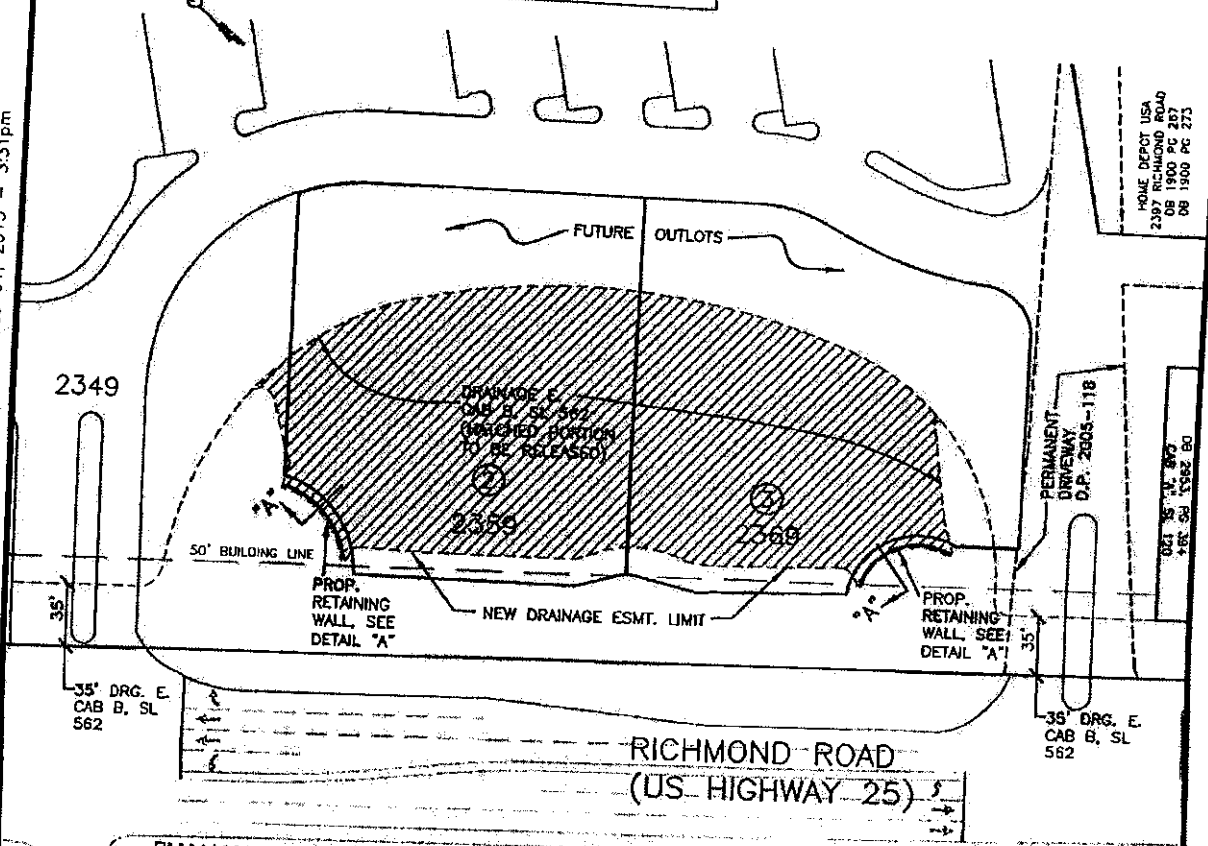 HOME DEPOT USA
2397 RICHMOND ROAD
DB 1900 PG 267
DB 1900 PG 273
3:31pm
FUTURE OUTLOTS
2349
DRAINAGE E.
CAB B, SL 562
(HATCHED PORTION
TO BE RELEASED)
2
2359
3
2369
PERMANENT
DRIVEWAY
D.P. 2005-118
"A"
"A"
50' BUILDING LINE
PROP.
RETAINING
WALL, SEE
DETAIL "A"
NEW DRAINAGE ESMT. LIMIT
PROP.
RETAINING
WALL, SEE
DETAIL "A"
35'
35'
35' DRG. E.
CAB B, SL
562
35' DRG. E.
CAB B, SL
562
RICHMOND ROAD
(US HIGHWAY 25)